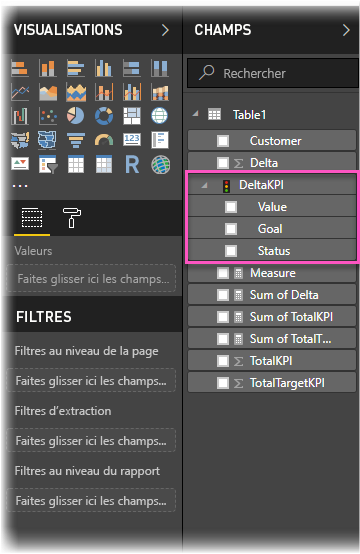 VISUALISATIONS
R
...
Valeurs
Faites glisser ici les champs...
FILTRES
Filtres au niveau de la page
Faites glisser ici les champs...
Filtres d'extraction
Faites glisser ici les champs...
Filtres au niveau du rapport
Faites glisser ici les champs...
CHAMPS
Rechercher
Table1
Customer
Σ Delta
DeltaKPI
Value
Goal
Status
Measure
Sum of Delta
Sum of TotalKPI
Sum of TotalT...
Σ TotalKPI
Σ TotalTargetKPI